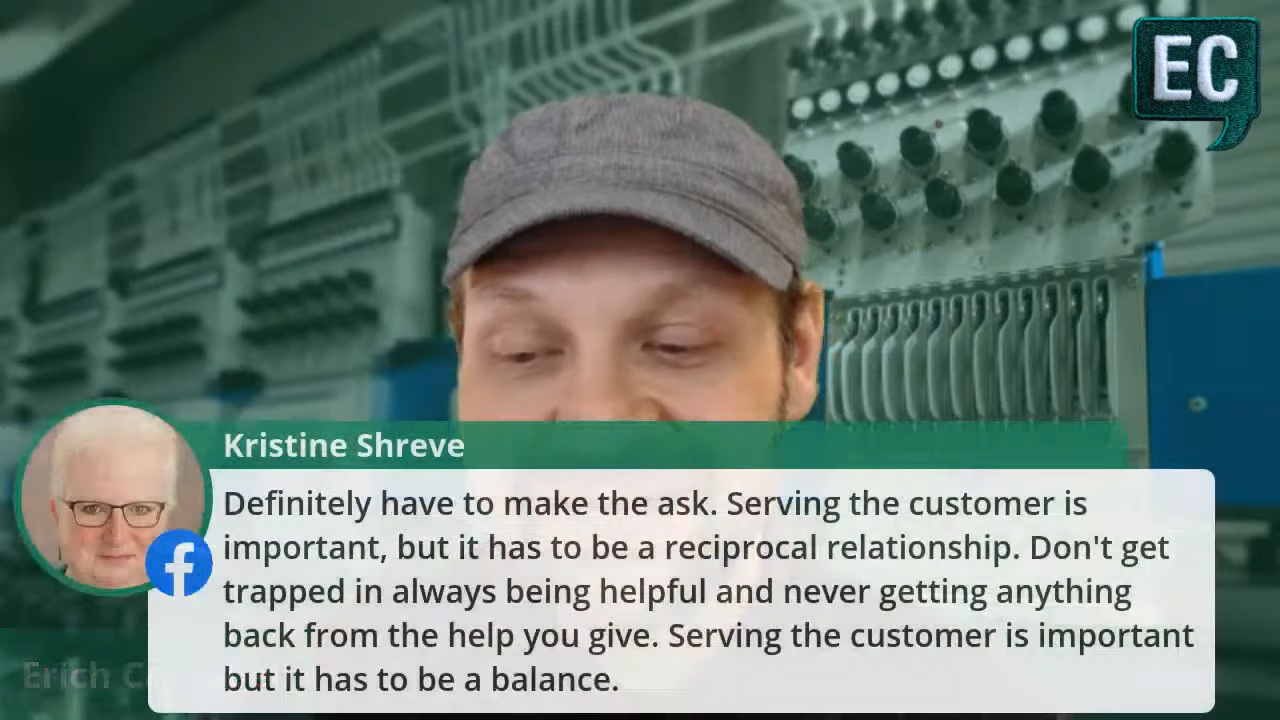 EC
Kristine Shreve
Definitely have to make the ask. Serving the customer is
important, but it has to be a reciprocal relationship. Don't get
trapped in always being helpful and never getting anything
back from the help you give. Serving the customer is important
but it has to be a balance.
Erich